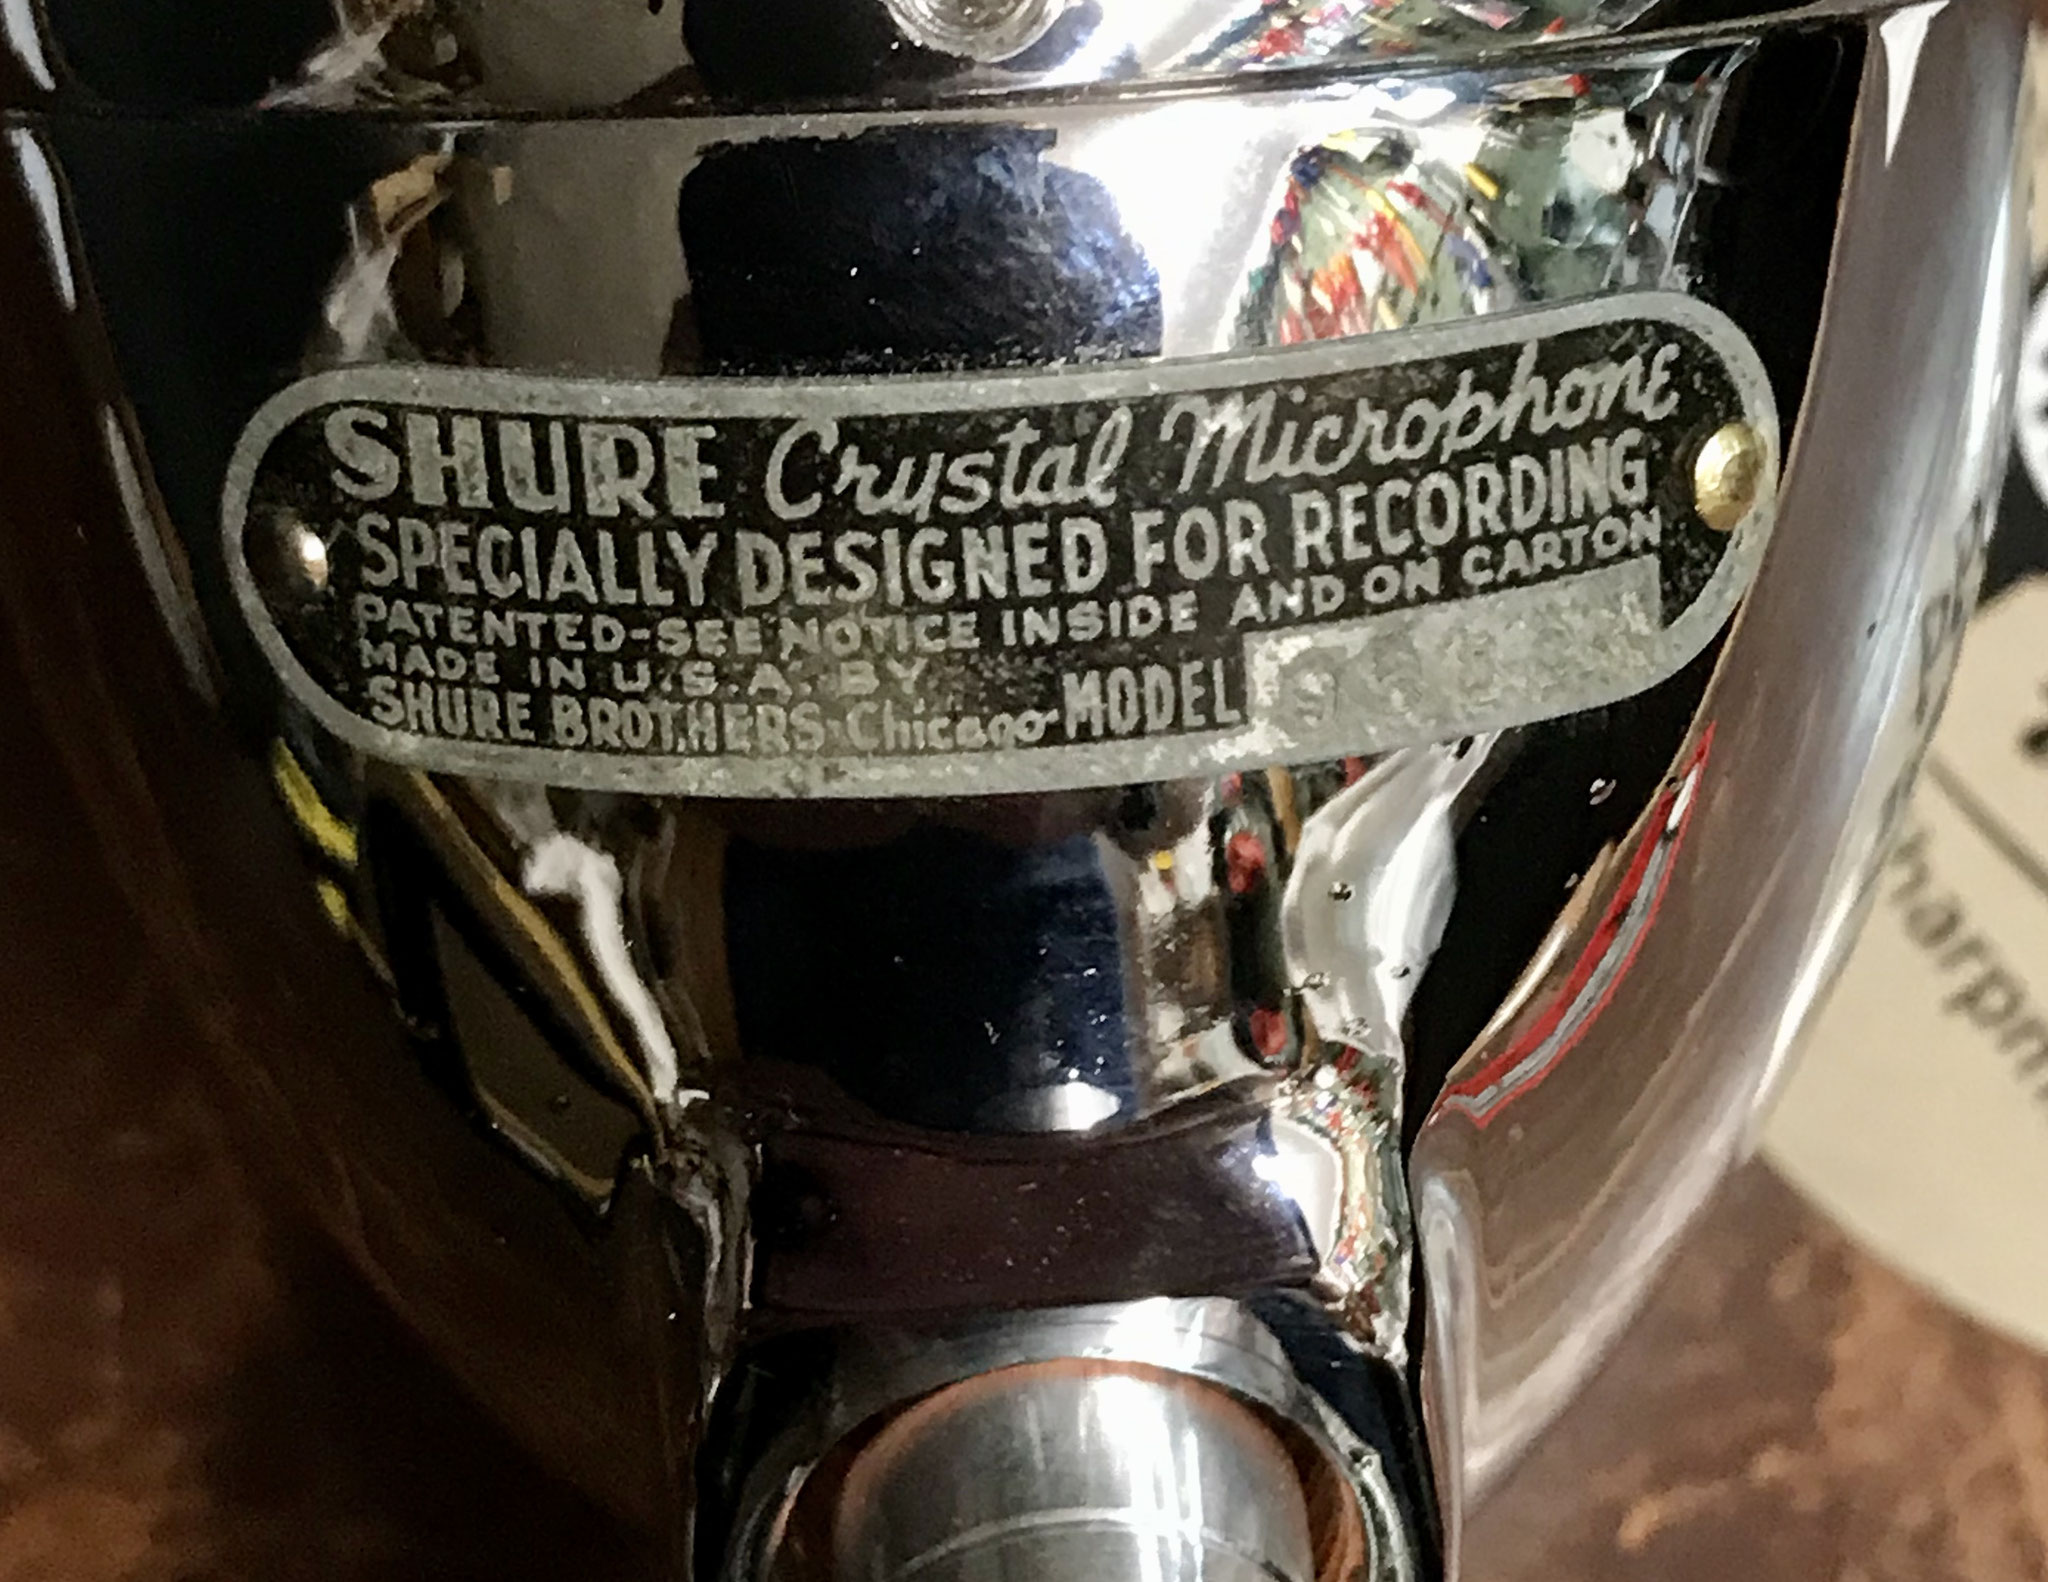 SHURE Crystal Microphone
SPECIALLY DESIGNED FOR RECORDING
PATENTED-SEE NOTICE INSIDE AND ON CARTON
MADE IN U.S.A. BY
SHURE BROTHERS-Chicago-MODEL